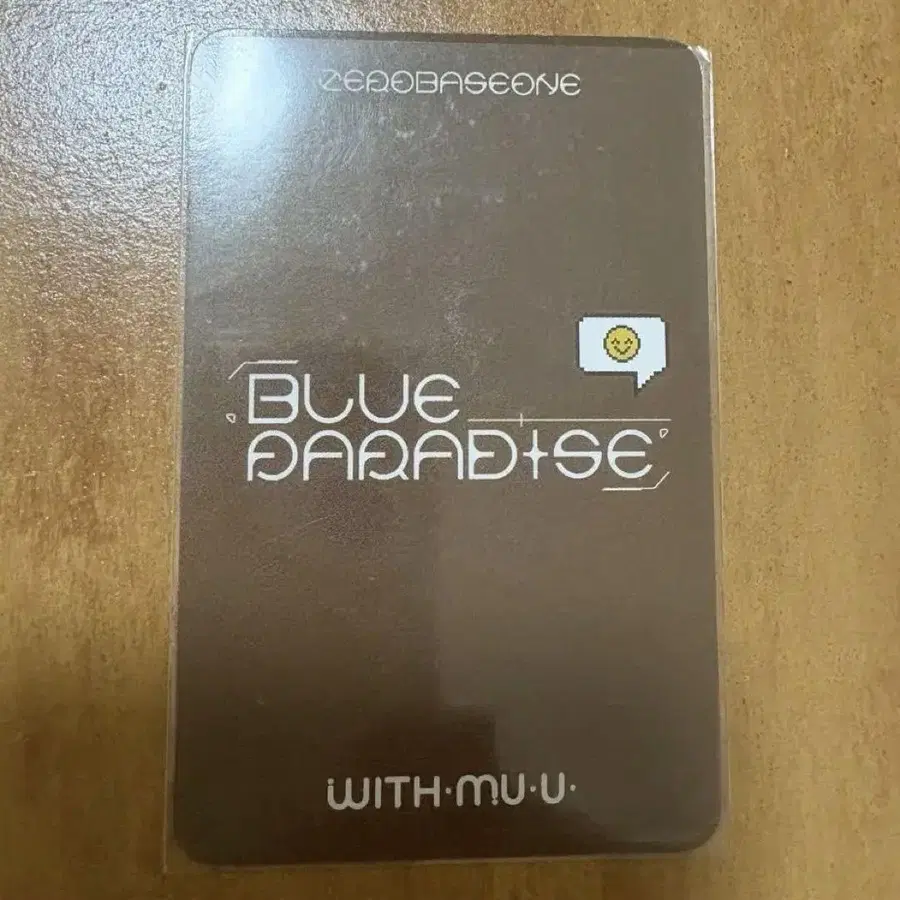 ZEROBASEONE
BLUE
PARADISE
WITH·MU·U·